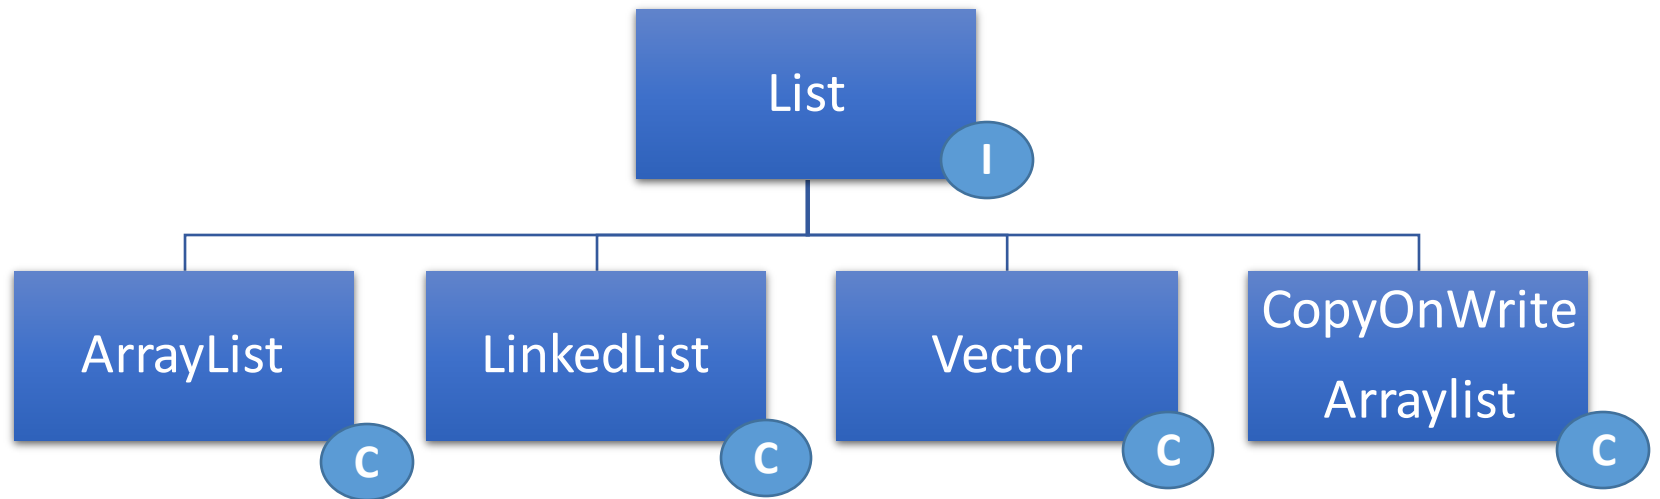 List
I
ArrayList
C
LinkedList
C
Vector
C
CopyOnWrite
Arraylist
C